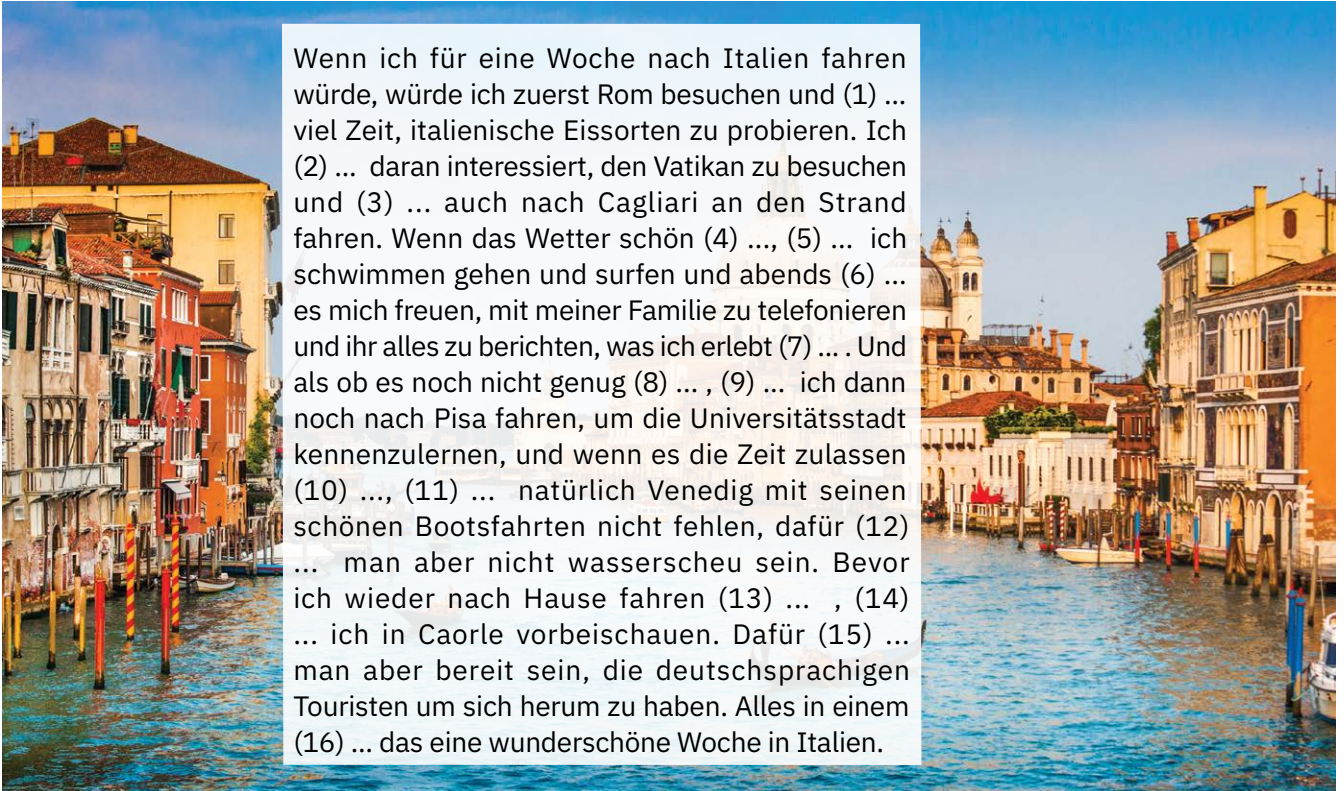 Wenn ich für eine Woche nach Italien fahren
würde, würde ich zuerst Rom besuchen und (1) ...
viel Zeit, italienische Eissorten zu probieren. Ich
(2) ... daran interessiert, den Vatikan zu besuchen
und (3) ... auch nach Cagliari an den Strand
fahren. Wenn das Wetter schön (4) ..., (5) ... ich
schwimmen gehen und surfen und abends (6) ...
es mich freuen, mit meiner Familie zu telefonieren
und ihr alles zu berichten, was ich erlebt (7) ... . Und
als ob es noch nicht genug (8) ... , (9) ... ich dann
noch nach Pisa fahren, um die Universitätsstadt
kennenzulernen, und wenn es die Zeit zulassen
(10) ..., (11) ... natürlich Venedig mit seinen
schönen Bootsfahrten nicht fehlen, dafür (12)
... man aber nicht wasserscheu sein. Bevor
ich wieder nach Hause fahren (13) ... , (14)
... ich in Caorle vorbeischauen. Dafür (15) ...
man aber bereit sein, die deutschsprachigen
Touristen um sich herum zu haben. Alles in einem
(16) ... das eine wunderschöne Woche in Italien.